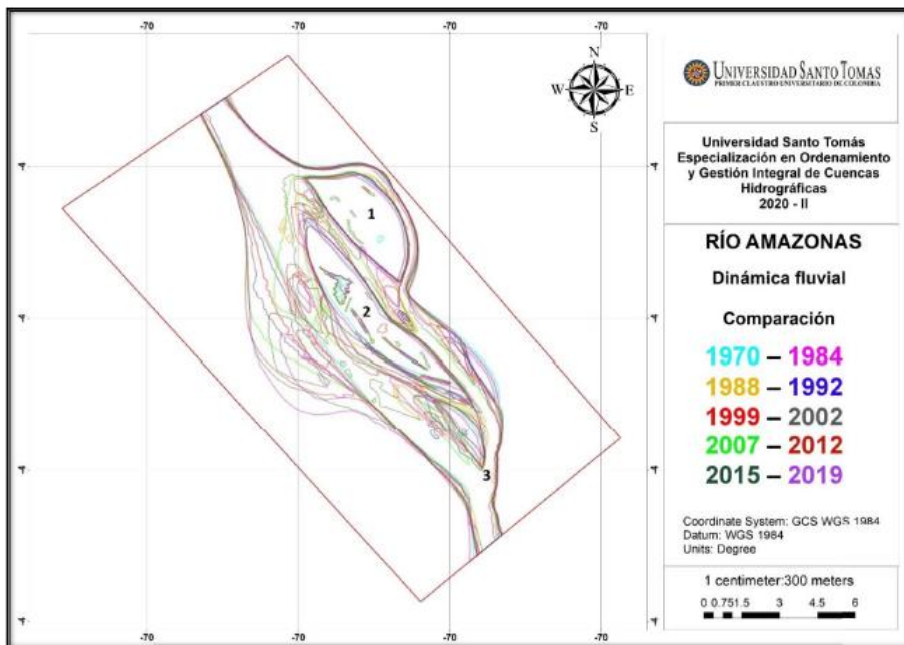 -70 -70 -70 -70
N
W E
S
1
2
3
-70 -70 -70 -70
UNIVERSIDAD SANTO TOMÁS
PRIMER CLAUSTRO UNIVERSITARIO DE COLOMBIA
Universidad Santo Tomás
Especialización en Ordenamiento
y Gestión Integral de Cuencas
Hidrográficas
2020 - II
RÍO AMAZONAS
Dinámica fluvial
Comparación
1970 – 1984
1988 – 1992
1999 – 2002
2007 – 2012
2015 – 2019
Coordinate System: GCS WGS 1984
Datum: WGS 1984
Units: Degree
1 centimeter:300 meters
0 0.751.5 3 4.5 6